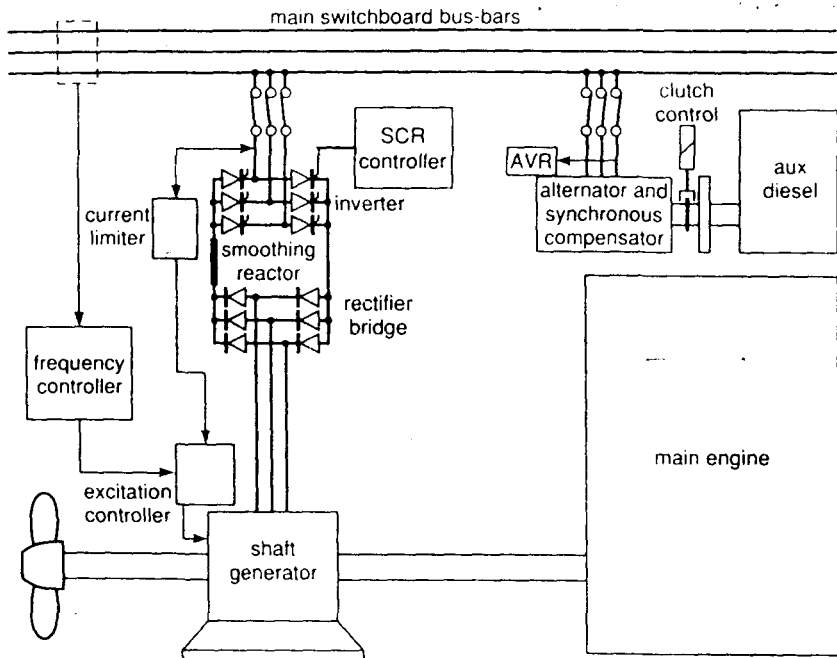 main switchboard bus-bars
clutch
control
SCR
controller
AVR
aux
diesel
inverter
alternator and
synchronous
compensator
current
limiter
smoothing
reactor
rectifier
bridge
frequency
controller
main engine
excitation
controller
shaft
generator